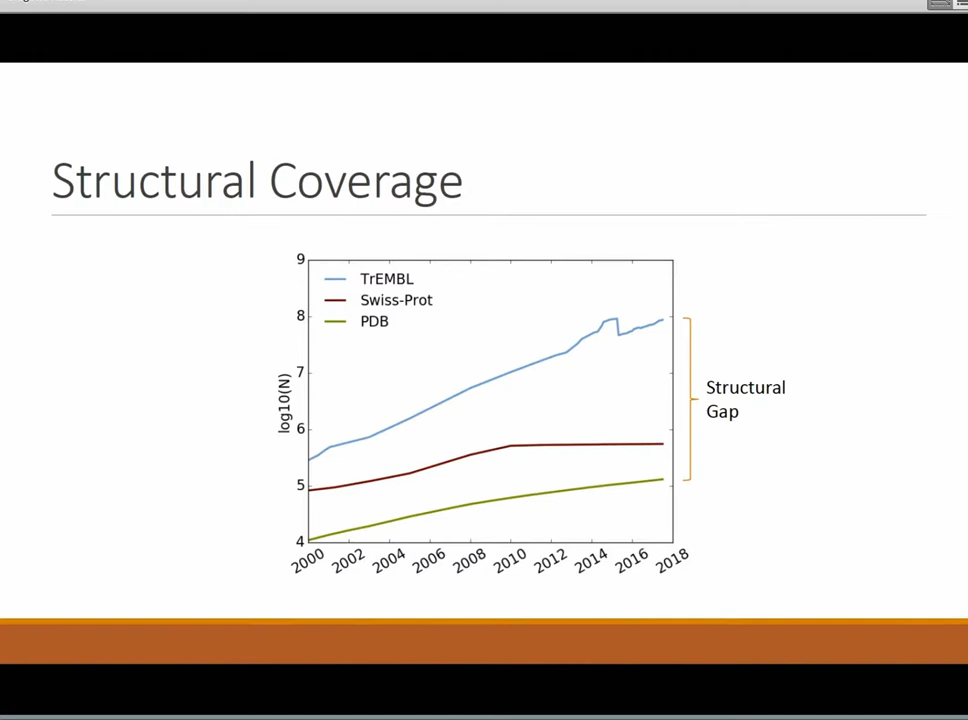 Structural Coverage
9
8
7
6
5
4
log10(N)
TrEMBL
Swiss-Prot
PDB
2000 2002 2004 2006 2008 2010 2012 2014 2016 2018
Structural
Gap